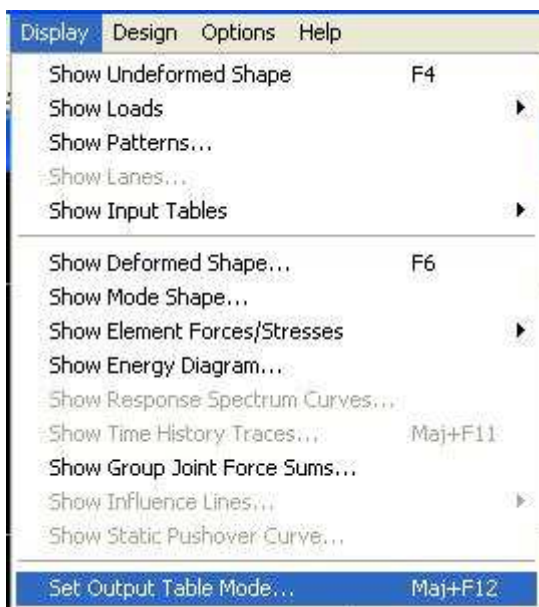 Display Design Options Help
Show Undeformed Shape F4
Show Loads
Show Patterns...
Show Lanes...
Show Input Tables
Show Deformed Shape... F6
Show Mode Shape...
Show Element Forces/Stresses
Show Energy Diagram...
Show Response Spectrum Curves...
Show Time History Traces... Maj+F11
Show Group Joint Force Sums...
Show Influence Lines...
Show Static Pushover Curve...
Set Output Table Mode... Maj+F12